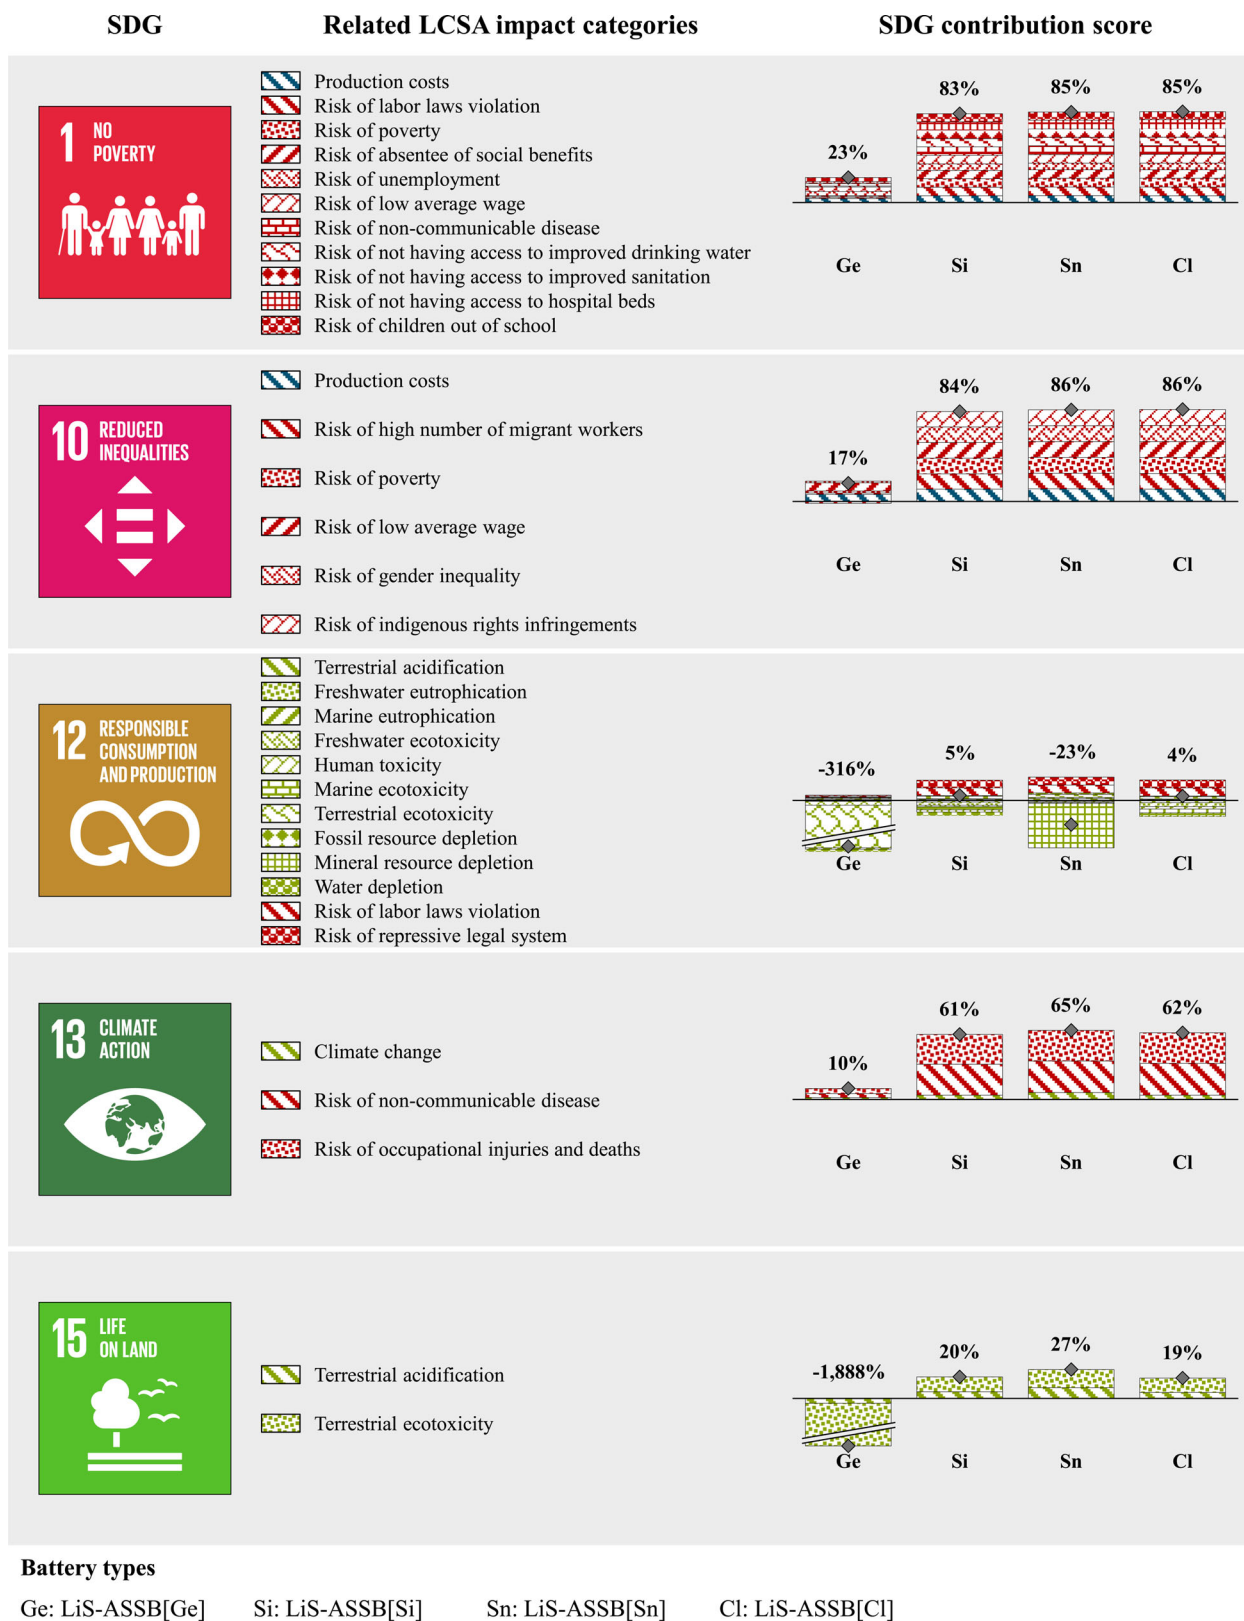 SDG
Related LCSA impact categories
SDG contribution score
1 NO
POVERTY
Production costs
Risk of labor laws violation
Risk of poverty
Risk of absentee of social benefits
Risk of unemployment
Risk of low average wage
Risk of non-communicable disease
Risk of not having access to improved drinking water
Risk of not having access to improved sanitation
Risk of not having access to hospital beds
Risk of children out of school
23% 83% 85% 85%
Ge Si Sn Cl
10 REDUCED
INEQUALITIES
Production costs
Risk of high number of migrant workers
Risk of poverty
Risk of low average wage
Risk of gender inequality
Risk of indigenous rights infringements
17% 84% 86% 86%
Ge Si Sn Cl
12 RESPONSIBLE
CONSUMPTION
AND PRODUCTION
Terrestrial acidification
Freshwater eutrophication
Marine eutrophication
Freshwater ecotoxicity
Human toxicity
Marine ecotoxicity
Terrestrial ecotoxicity
Fossil resource depletion
Mineral resource depletion
Water depletion
Risk of labor laws violation
Risk of repressive legal system
-316% 5% -23% 4%
Ge Si Sn Cl
13 CLIMATE
ACTION
Climate change
Risk of non-communicable disease
Risk of occupational injuries and deaths
10% 61% 65% 62%
Ge Si Sn Cl
15 LIFE
ON LAND
Terrestrial acidification
Terrestrial ecotoxicity
-1,888% 20% 27% 19%
Ge Si Sn Cl
Battery types
Ge: LiS-ASSB[Ge] Si: LiS-ASSB[Si] Sn: LiS-ASSB[Sn] Cl: LiS-ASSB[Cl]